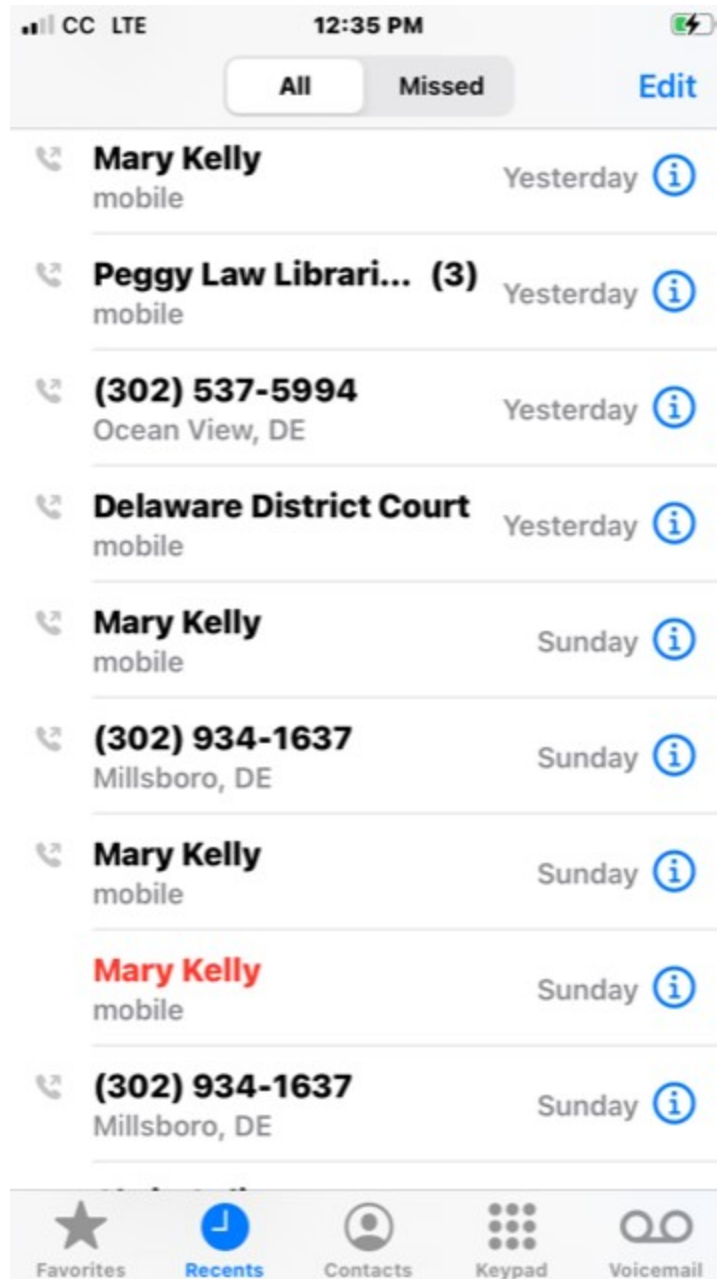 CC LTE 12:35 PM
All Missed Edit
Mary Kelly
mobile
Yesterday
Peggy Law Librari... (3)
mobile
Yesterday
(302) 537-5994
Ocean View, DE
Yesterday
Delaware District Court
mobile
Yesterday
Mary Kelly
mobile
Sunday
(302) 934-1637
Millsboro, DE
Sunday
Mary Kelly
mobile
Sunday
Mary Kelly
mobile
Sunday
(302) 934-1637
Millsboro, DE
Sunday
Favorites Recents Contacts Keypad Voicemail